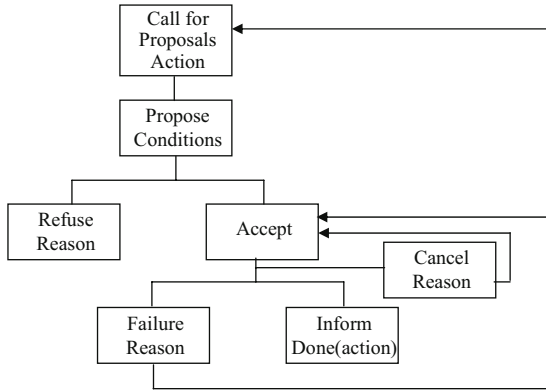 Call for
Proposals
Action
Propose
Conditions
Refuse
Reason
Accept
Cancel
Reason
Failure
Reason
Inform
Done(action)